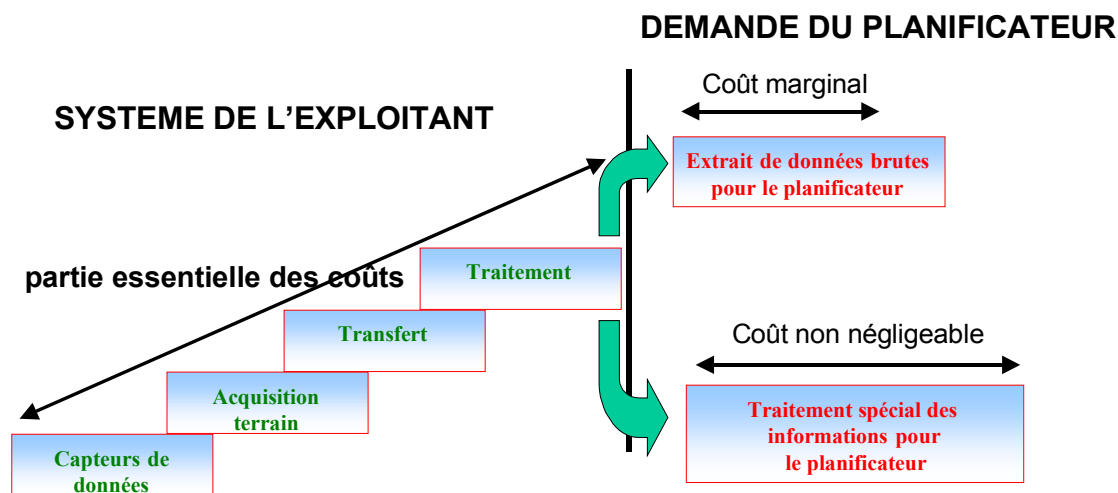 DEMANDE DU PLANIFICATEUR
Coût marginal
SYSTEME DE L'EXPLOITANT
Extrait de données brutes
pour le planificateur
partie essentielle des coûts
Traitement
Transfert
Coût non négligeable
Acquisition
terrain
Traitement spécial des
informations pour
le planificateur
Capteurs de
données